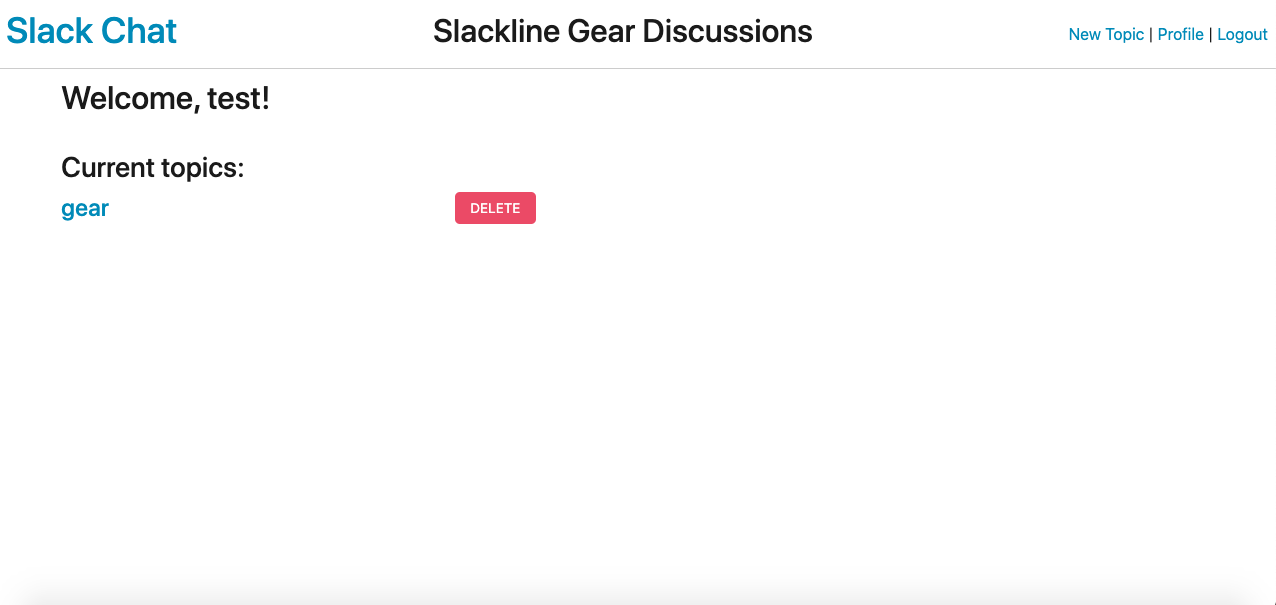 Slack Chat
Slackline Gear Discussions
New Topic | Profile | Logout
Welcome, test!
Current topics:
gear
DELETE